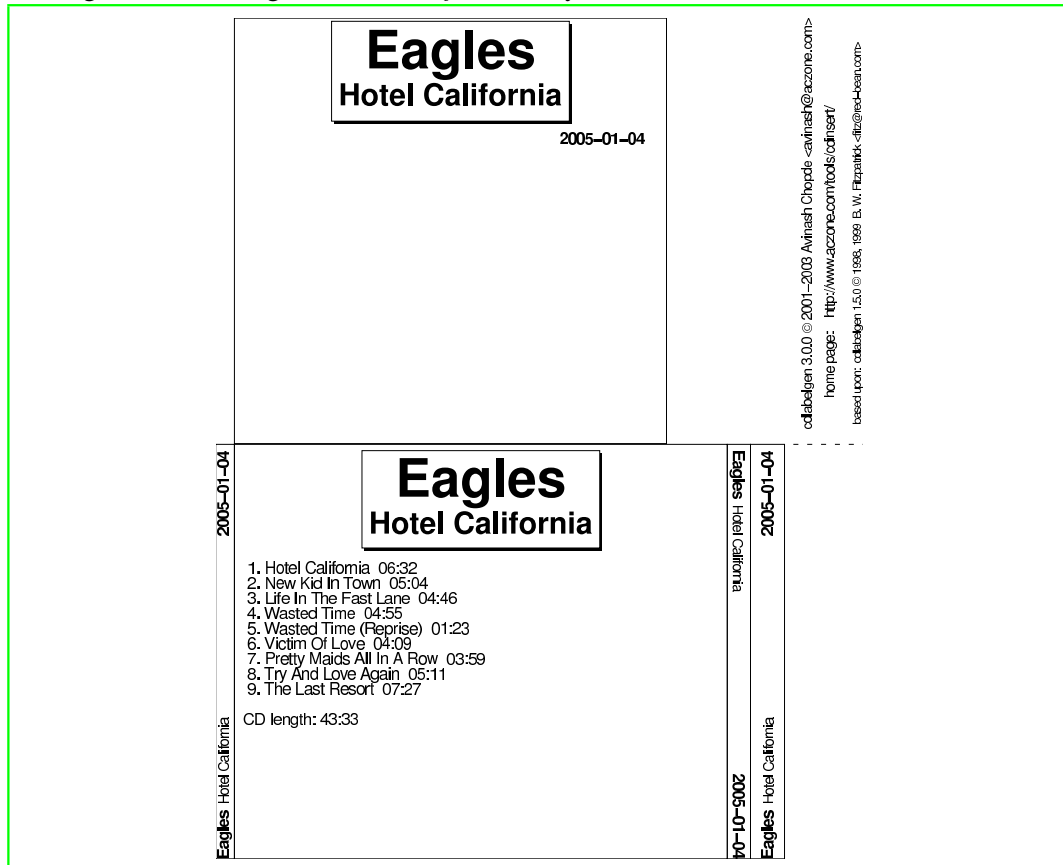 Eagles
Hotel California
2005–01–04
cdlabelgen 3.0.0 © 2001–2003 Avinash Chopde <avinash@aczone.com>
home page: http://www.aczone.com/tools/cdinsert/
based upon: cdlabelgen 1.5.0 © 1998, 1999 B. W. Fitzpatrick <fitz@red–bean.com>
Eagles Hotel California 2005–01–04
Eagles
Hotel California
1. Hotel California 06:32
2. New Kid In Town 05:04
3. Life In The Fast Lane 04:46
4. Wasted Time 04:55
5. Wasted Time (Reprise) 01:23
6. Victim Of Love 04:09
7. Pretty Maids All In A Row 03:59
8. Try And Love Again 05:11
9. The Last Resort 07:27
CD length: 43:33
Eagles Hotel California 2005–01–04
Eagles Hotel California 2005–01–04